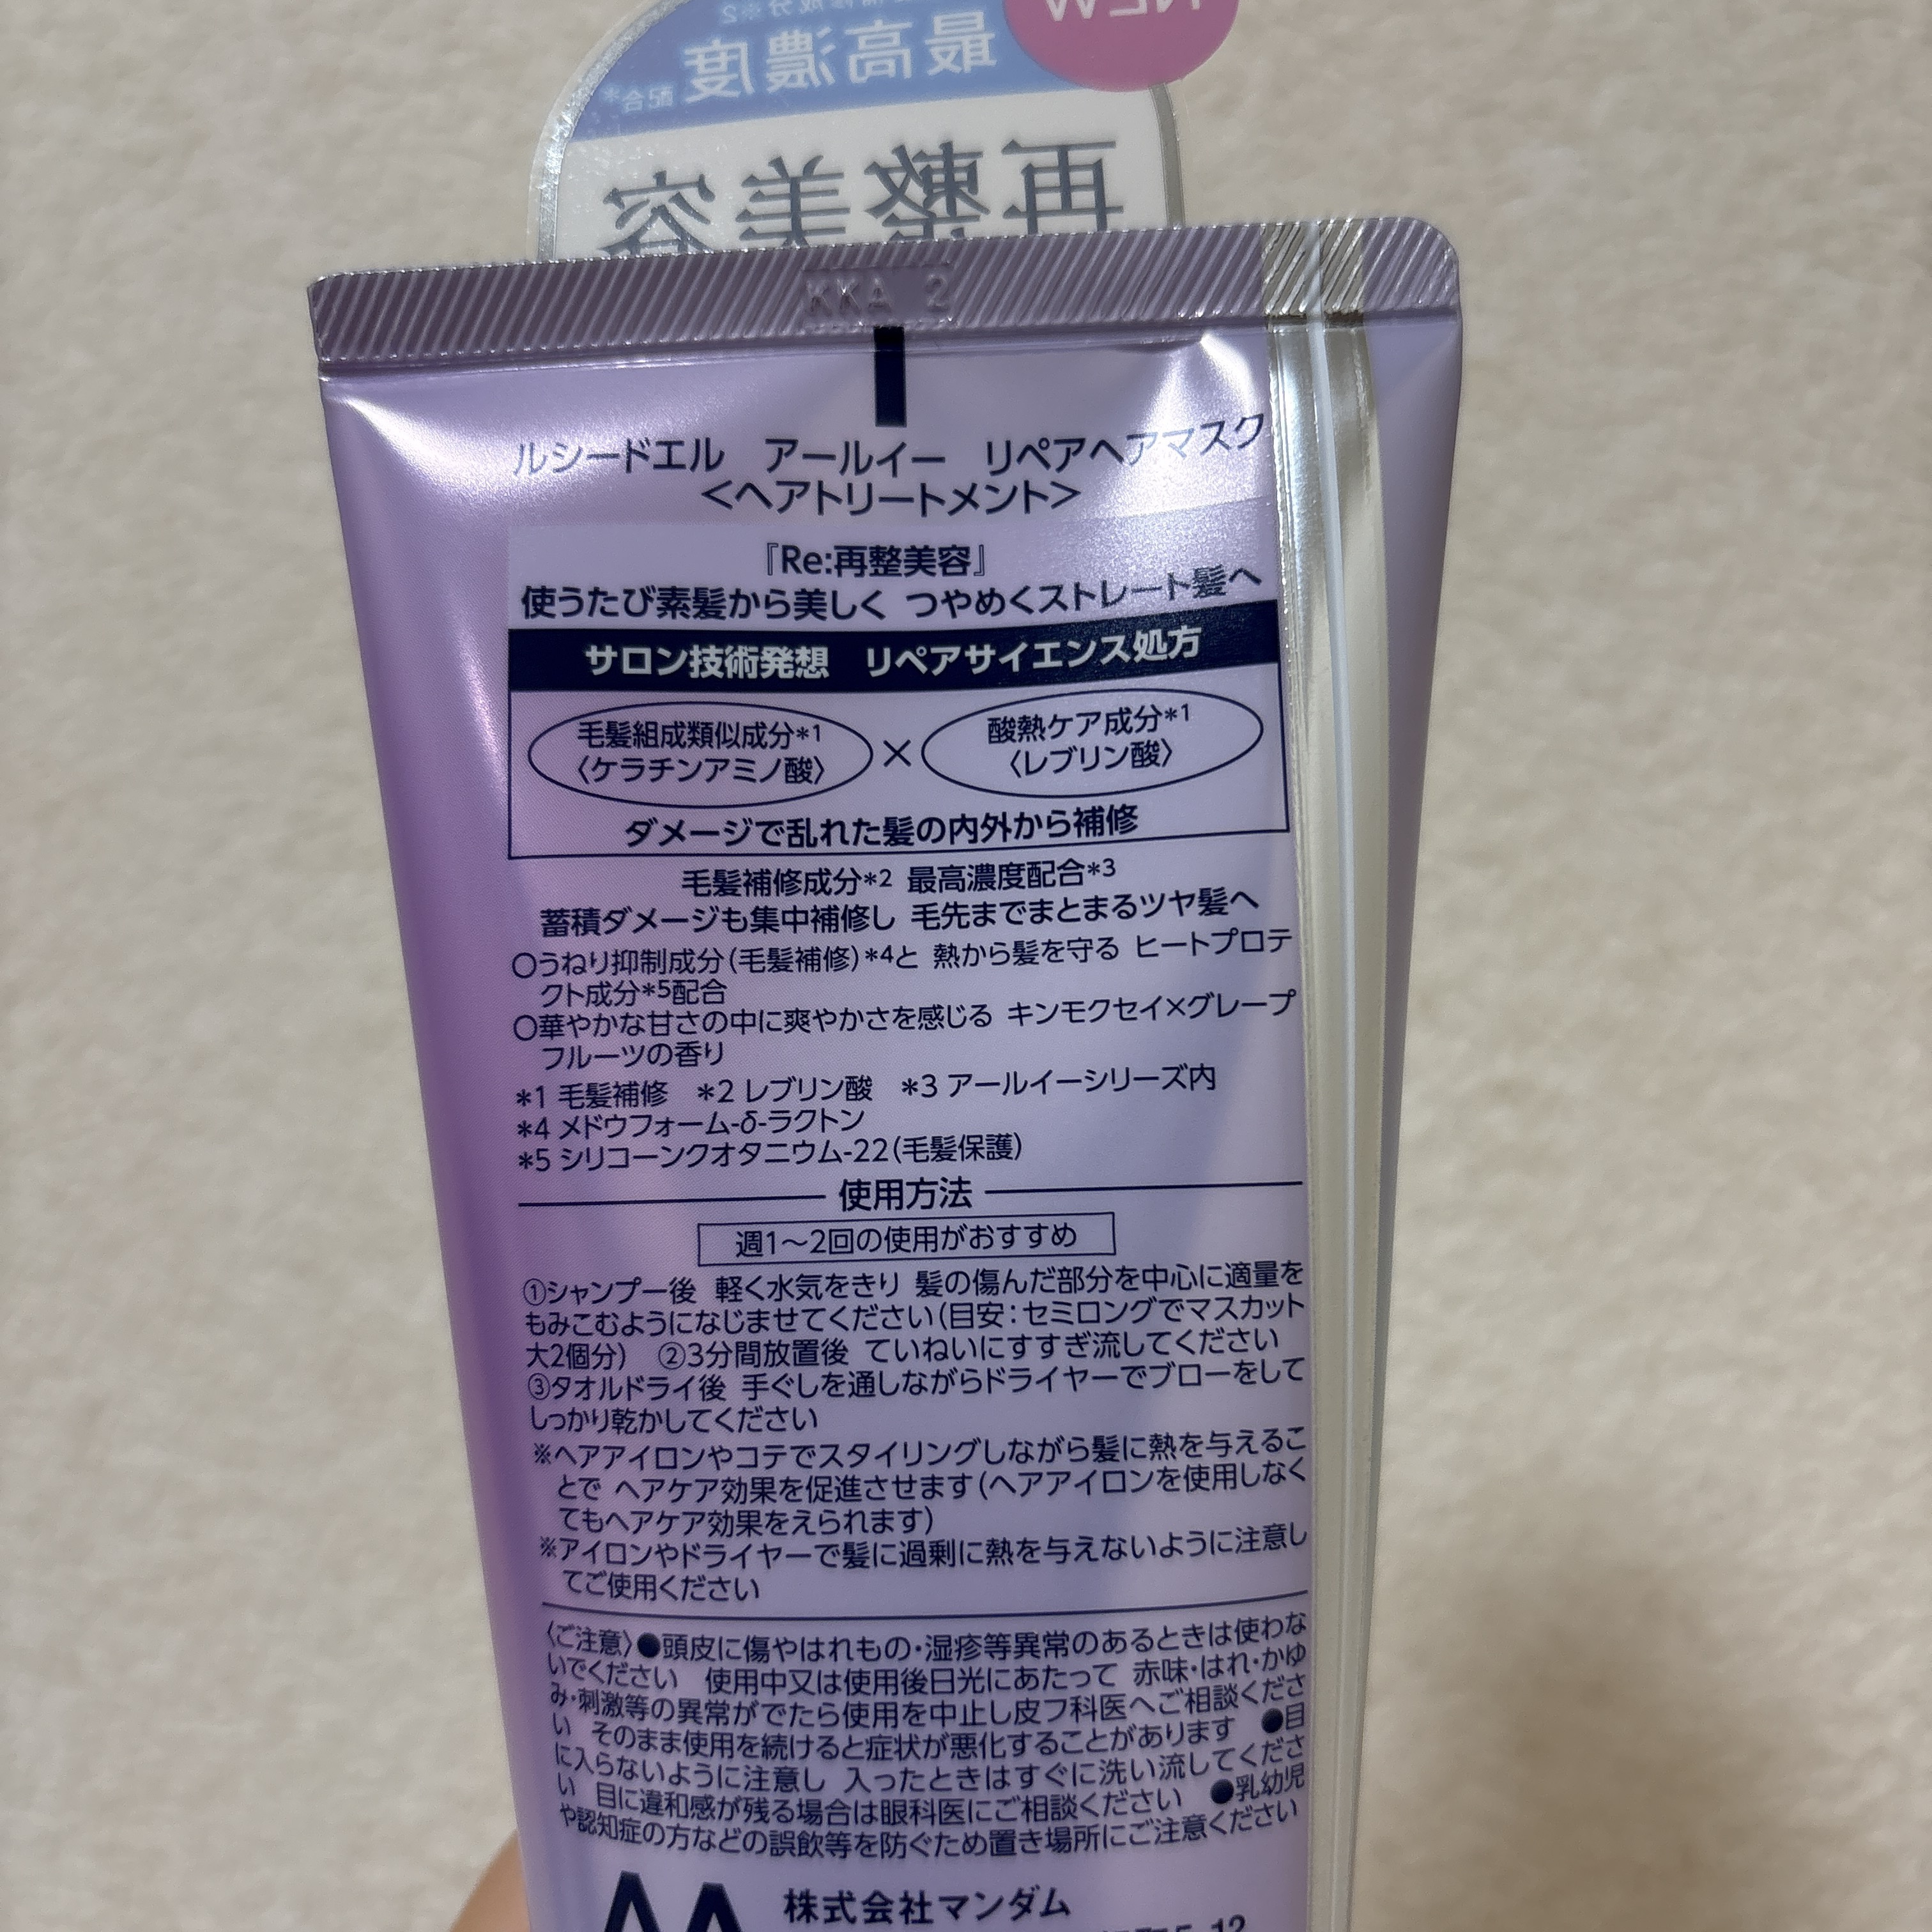 NEW
最高濃度
配合*
再整美容
KKA 2
ルシードエル　アールイー　リペアヘアマスク
<ヘアトリートメント>
『Re:再整美容』
使うたび素髪から美しく つやめくストレート髪へ
サロン技術発想　リペアサイエンス処方
毛髪組成類似成分*1
〈ケラチンアミノ酸〉
×
酸熱ケア成分*1
〈レブリン酸〉
ダメージで乱れた髪の内外から補修
毛髪補修成分*2 最高濃度配合*3
蓄積ダメージも集中補修し 毛先までまとまるツヤ髪へ
○うねり抑制成分(毛髪補修)*4と 熱から髪を守る ヒートプロテ
クト成分*5配合
○華やかな甘さの中に爽やかさを感じる キンモクセイ×グレープ
フルーツの香り
*1 毛髪補修　*2 レブリン酸　*3 アールイーシリーズ内
*4 メドウフォーム-δ-ラクトン
*5 シリコーンクオタニウム-22(毛髪保護)
使用方法
週1～2回の使用がおすすめ
①シャンプー後 軽く水気をきり 髪の傷んだ部分を中心に適量を
もみこむようになじませてください(目安：セミロングでマスカット
大2個分)　②3分間放置後 ていねいにすすぎ流してください
③タオルドライ後 手ぐしを通しながらドライヤーでブローをして
しっかり乾かしてください
※ヘアアイロンやコテでスタイリングしながら髪に熱を与えるこ
とで ヘアケア効果を促進させます(ヘアアイロンを使用しなく
てもヘアケア効果をえられます)
※アイロンやドライヤーで髪に過剰に熱を与えないように注意し
てご使用ください
〈ご注意〉●頭皮に傷やはれもの・湿疹等異常のあるときは使わな
いでください　使用中又は使用後日光にあたって 赤味・はれ・かゆ
み・刺激等の異常がでたら使用を中止し皮フ科医へご相談くださ
い　そのまま使用を続けると症状が悪化することがあります　●目
に入らないように注意し 入ったときはすぐに洗い流してくださ
い　目に違和感が残る場合は眼科医にご相談ください　●乳幼児
や認知症の方などの誤飲等を防ぐため置き場所にご注意ください
株式会社マンダム
5-12